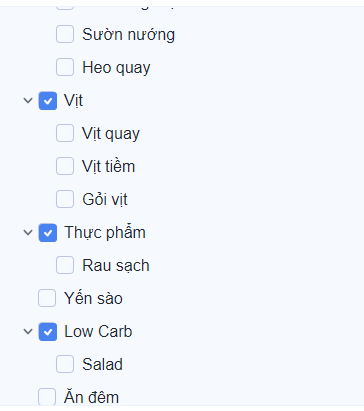 Sườn nướng
Heo quay
Vịt
Vịt quay
Vịt tiềm
Gỏi vịt
Thực phẩm
Rau sạch
Yến sào
Low Carb
Salad
Ăn đêm